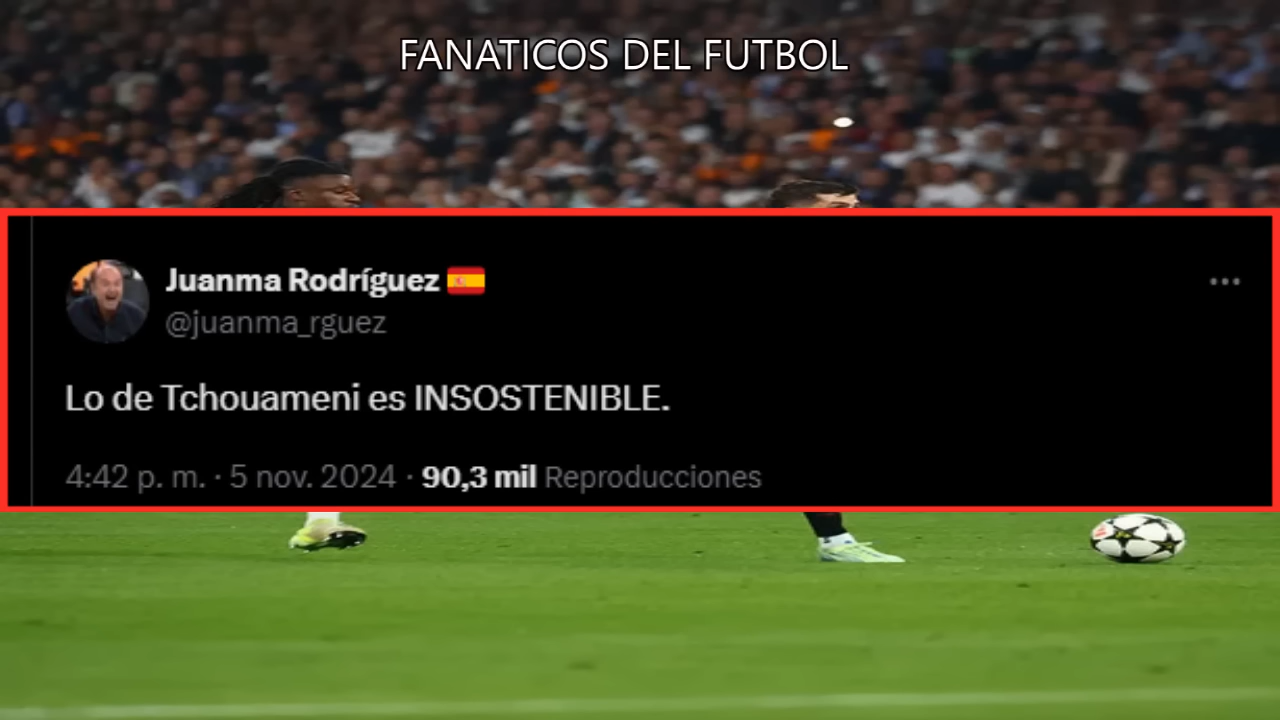 FANATICOS DEL FUTBOL
Juanma Rodríguez 🇪🇸
@juanma_rguez
Lo de Tchouameni es INSOSTENIBLE.
4:42 p. m. · 5 nov. 2024 · 90,3 mil Reproducciones